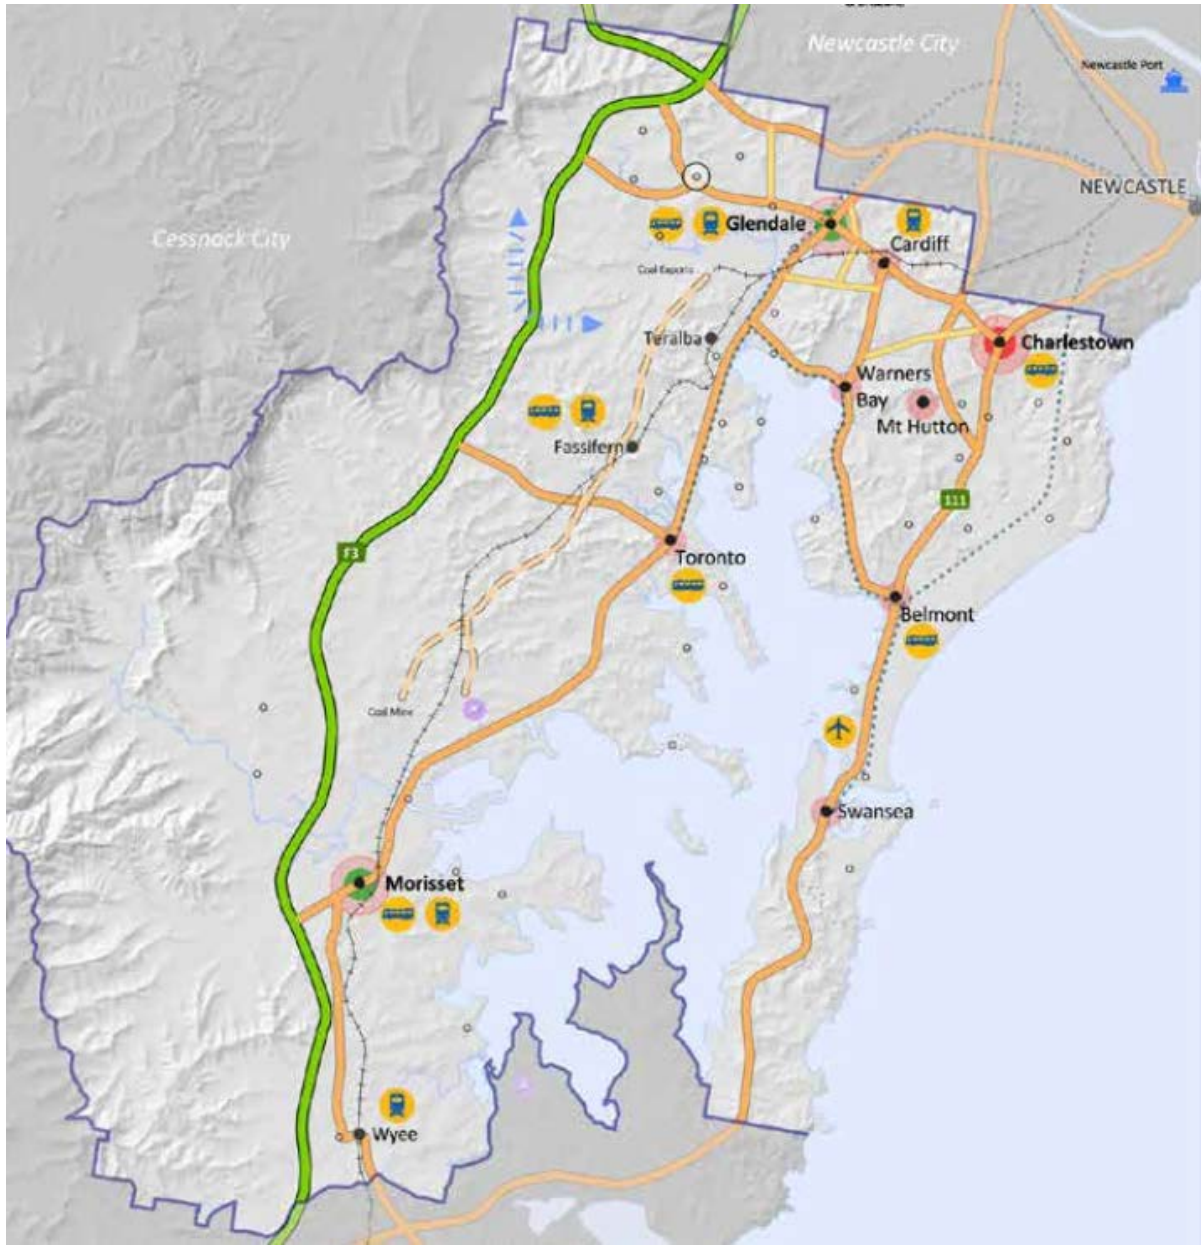 Newcastle City
Newcastle Port
NEWCASTLE
Cessnock City
Glendale
Cardiff
Coal Exports
Teralba
Charlestown
Warners
Bay
Mt Hutton
Fassifern
111
F3
Toronto
Belmont
Coal Mine
Swansea
Morisset
Wyee